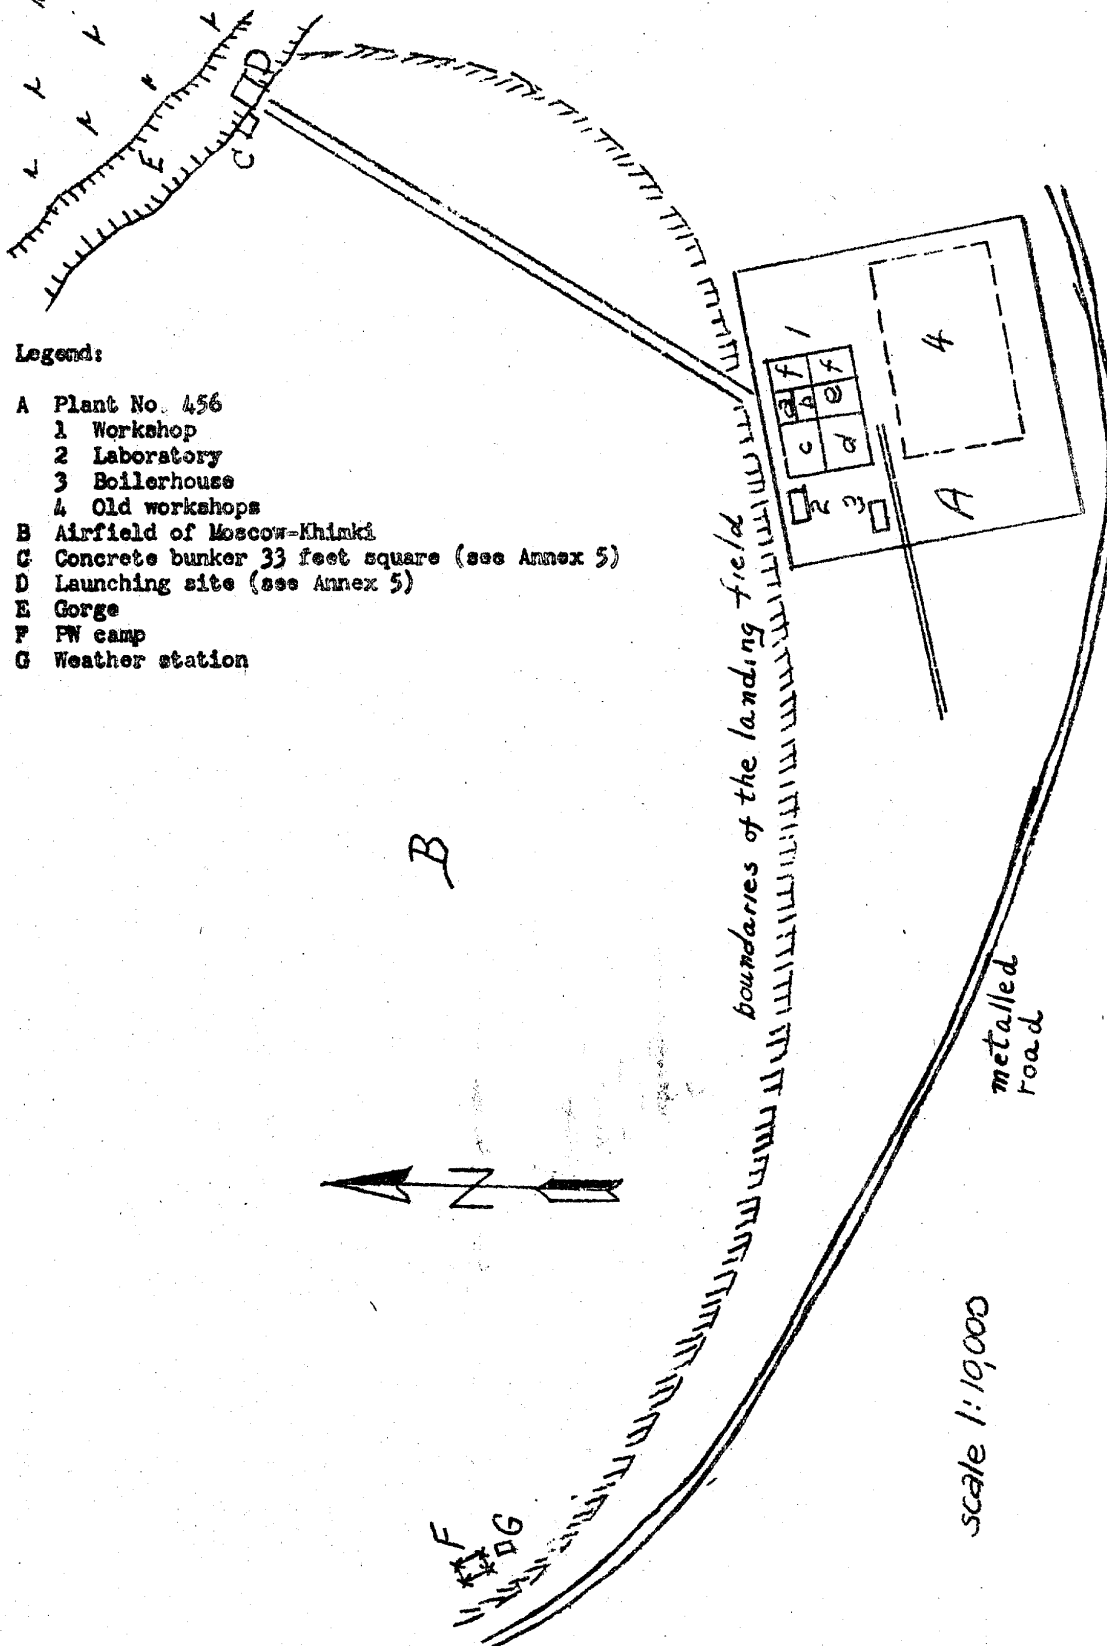 D
E
C
Legend:
A Plant No. 456
1 Workshop
2 Laboratory
3 Boilerhouse
4 Old workshops
B Airfield of Moscow-Khimki
C Concrete bunker 33 feet square (see Annex 5)
D Launching site (see Annex 5)
E Gorge
F PW camp
G Weather station
1
a f
b
c e f
d
2
3
4
A
boundaries of the landing field
B
metalled
road
N
scale 1:10,000
F
G